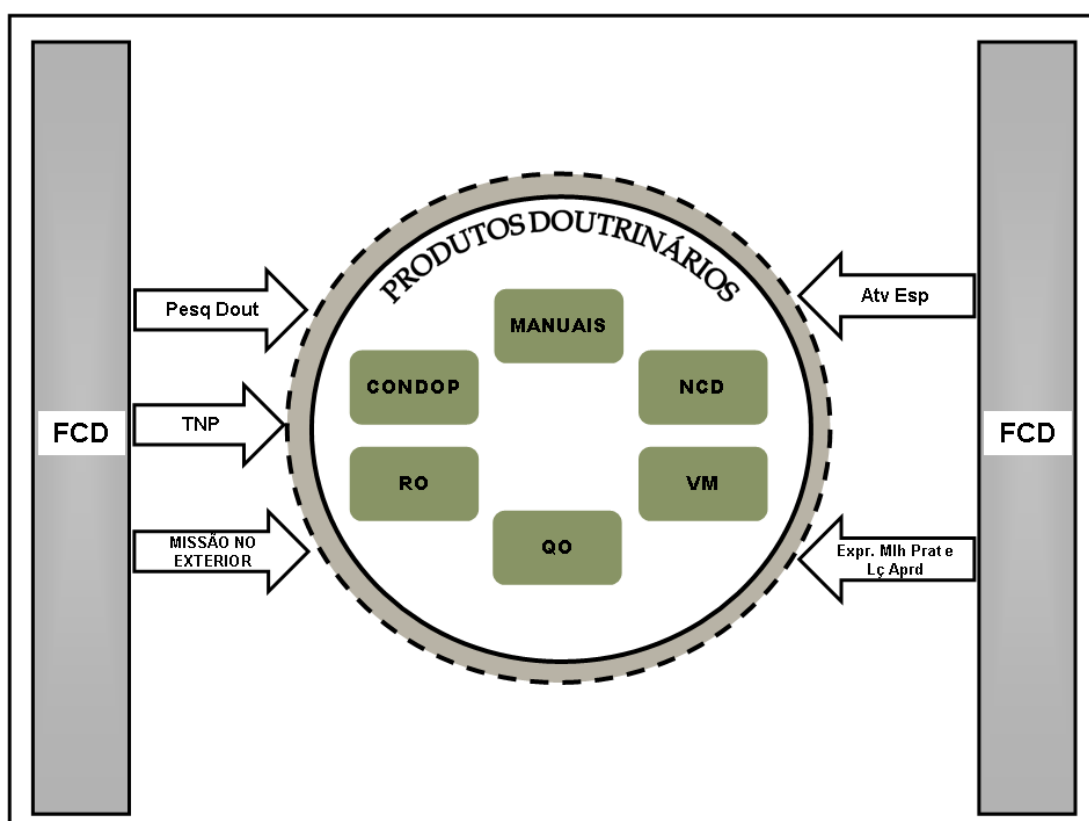 PRODUTOS DOUTRINÁRIOS
Pesq Dout
Atv Esp
MANUAIS
CONDOP
NCD
FCD
TNP
FCD
RO
VM
MISSÃO NO
EXTERIOR
QO
Expr. Mlh Prat e
Lç Aprd